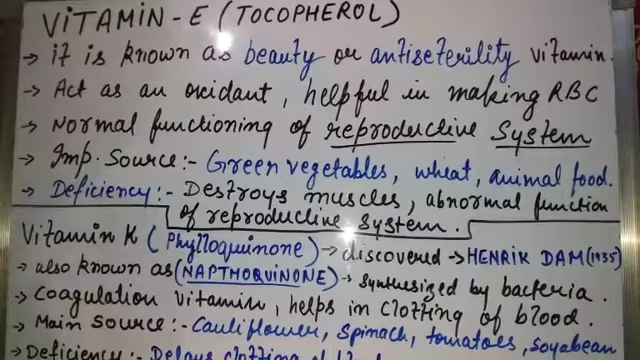 VITAMIN-E (TOCOPHEROL)
→ it is known as beauty or antiseterility vitamin.
→ Act as an oxidant, helpful in making RBC
→ Normal functioning of reproductive System
→ Imp. Source:- Green vegetables, wheat, animal food.
→ Deficiency:- Destroys muscles, abnormal function
of reproductive System.
Vitamin K (Phylloquinone) → discovered → HENRIK DAM (1935)
→ also known as (NAPTHOQUINONE) → Synthesized by bacteria.
→ Coagulation vitamin, helps in Clotting of blood.
→ Main Source:- Cauliflower, Spinach, tomatoes, Soyabean
→ Deficiency:- Delays clotting of